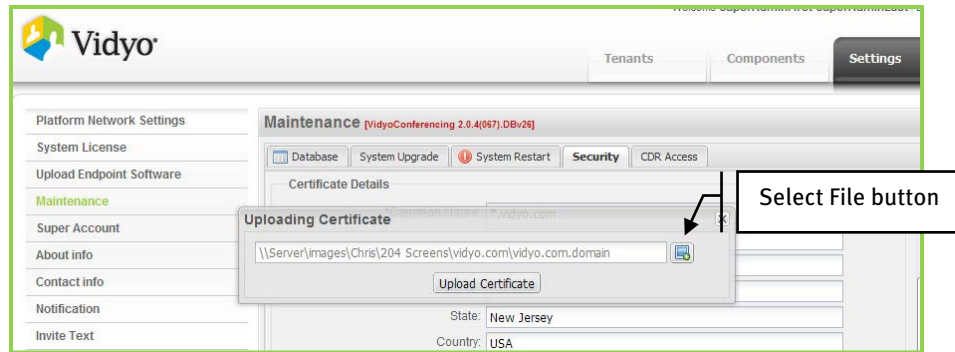 Vidyo
Tenants
Components
Settings
Platform Network Settings
System License
Upload Endpoint Software
Maintenance
Super Account
About info
Contact info
Notification
Invite Text
Maintenance [VidyoConferencing 2.0.4(067).DBv26]
Database
System Upgrade
System Restart
Security
CDR Access
Certificate Details
*Common Name: *.vidyo.com
Uploading Certificate
\\Server\images\Chris\204 Screens\vidyo.com\vidyo.com.domain
Upload Certificate
State: New Jersey
Country: USA
Select File button